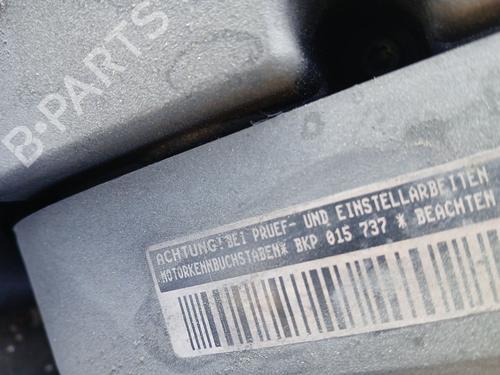 B-PARTS
ACHTUNG! BEI PRUEF- UND EINSTELLARBEITEN
MOTORKENNBUCHSTABEN* BKP 015 737 * BEACHTEN